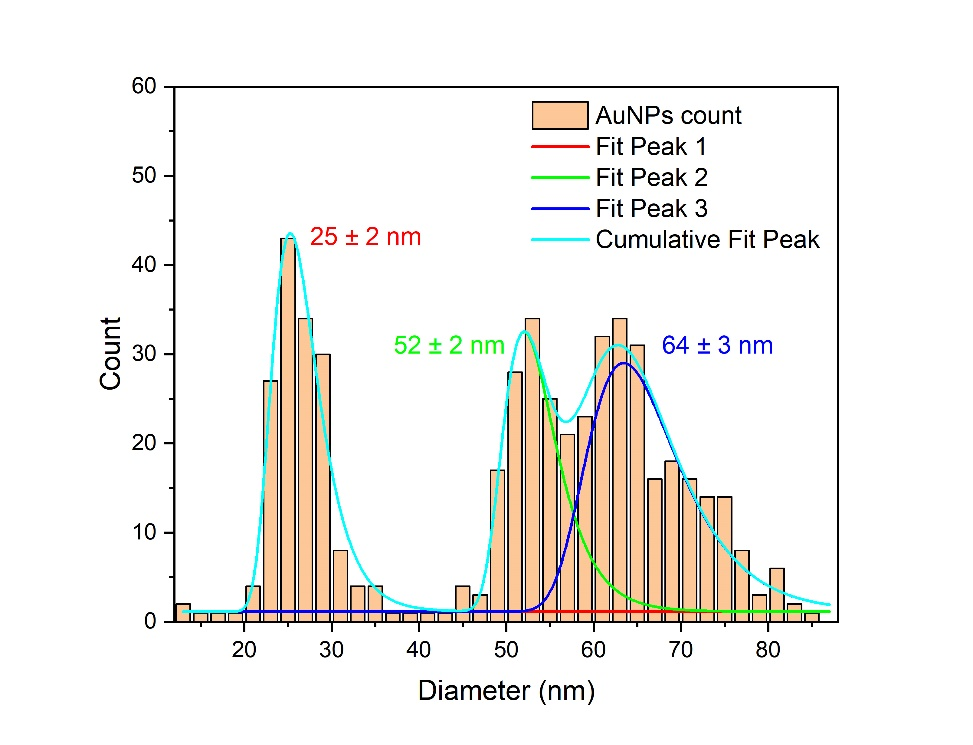 60
50
40
30
20
10
0
Count
AuNPs count
Fit Peak 1
Fit Peak 2
Fit Peak 3
Cumulative Fit Peak
25 ± 2 nm
52 ± 2 nm
64 ± 3 nm
20 30 40 50 60 70 80
Diameter (nm)